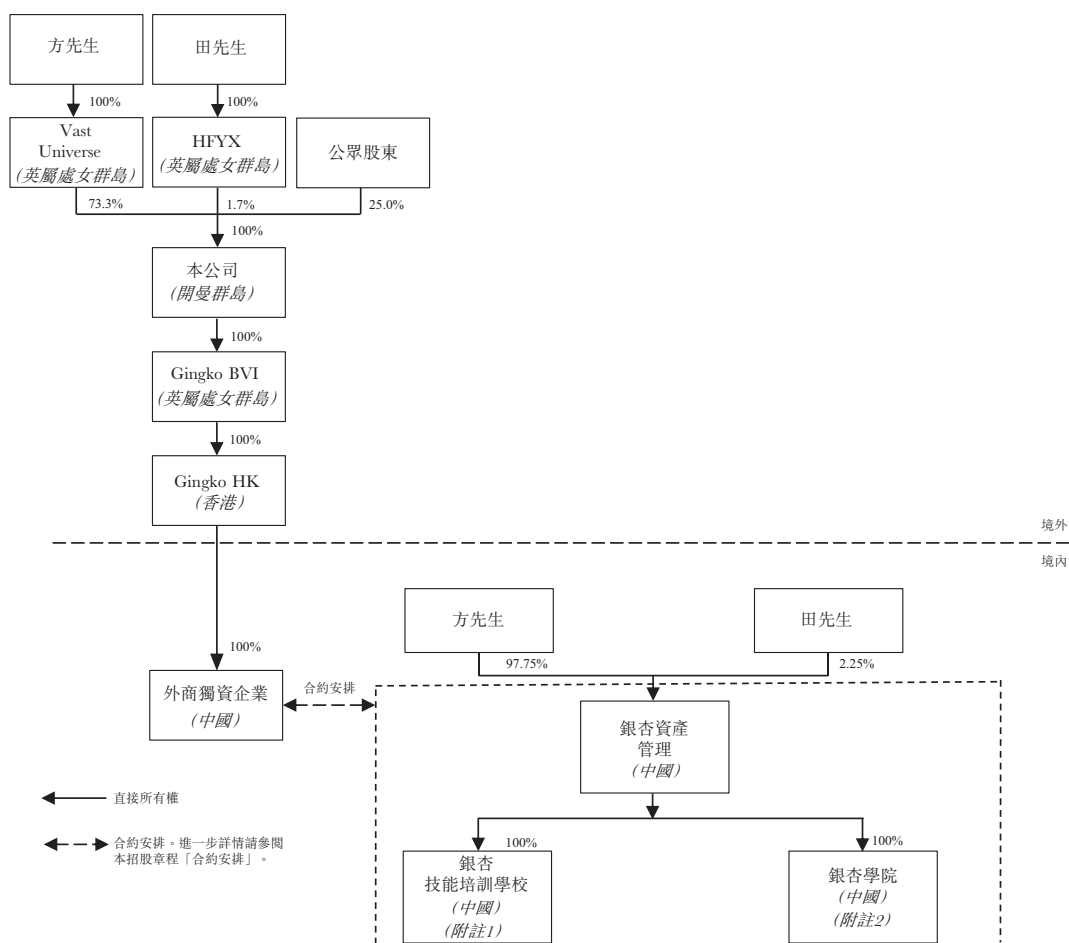 方先生
田先生
100%
100%
Vast
Universe
(英屬處女群島)
HFYX
(英屬處女群島)
公眾股東
73.3%
1.7%
25.0%
100%
本公司
(開曼群島)
100%
Gingko BVI
(英屬處女群島)
100%
Gingko HK
(香港)
境外
境內
方先生
田先生
100%
97.75%
2.25%
外商獨資企業
(中國)
合約安排
銀杏資產
管理
(中國)
直接所有權
合約安排。進一步詳情請參閱
本招股章程「合約安排」。
100%
100%
銀杏
技能培訓學校
(中國)
(附註1)
銀杏學院
(中國)
(附註2)